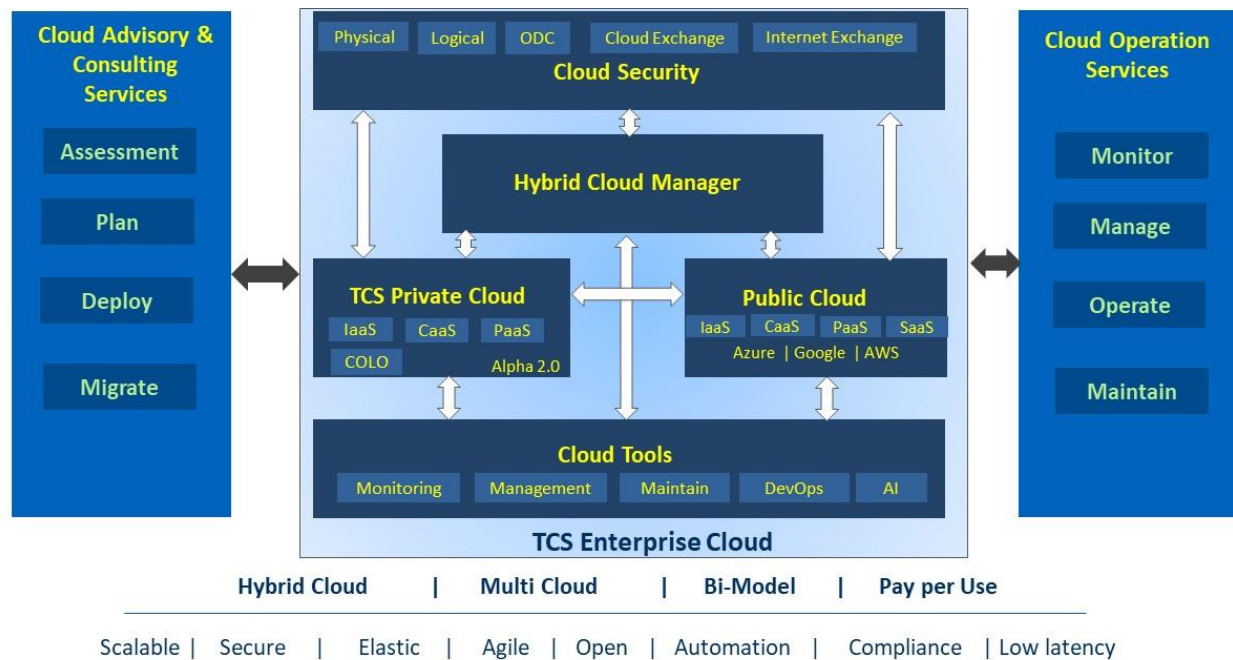 Cloud Advisory &
Consulting
Services
Assessment
Plan
Deploy
Migrate
Physical Logical ODC Cloud Exchange Internet Exchange
Cloud Security
Hybrid Cloud Manager
TCS Private Cloud
IaaS CaaS PaaS
COLO Alpha 2.0
Public Cloud
IaaS CaaS PaaS SaaS
Azure | Google | AWS
Cloud Tools
Monitoring Management Maintain DevOps AI
TCS Enterprise Cloud
Cloud Operation
Services
Monitor
Manage
Operate
Maintain
Hybrid Cloud | Multi Cloud | Bi-Model | Pay per Use
Scalable | Secure | Elastic | Agile | Open | Automation | Compliance | Low latency